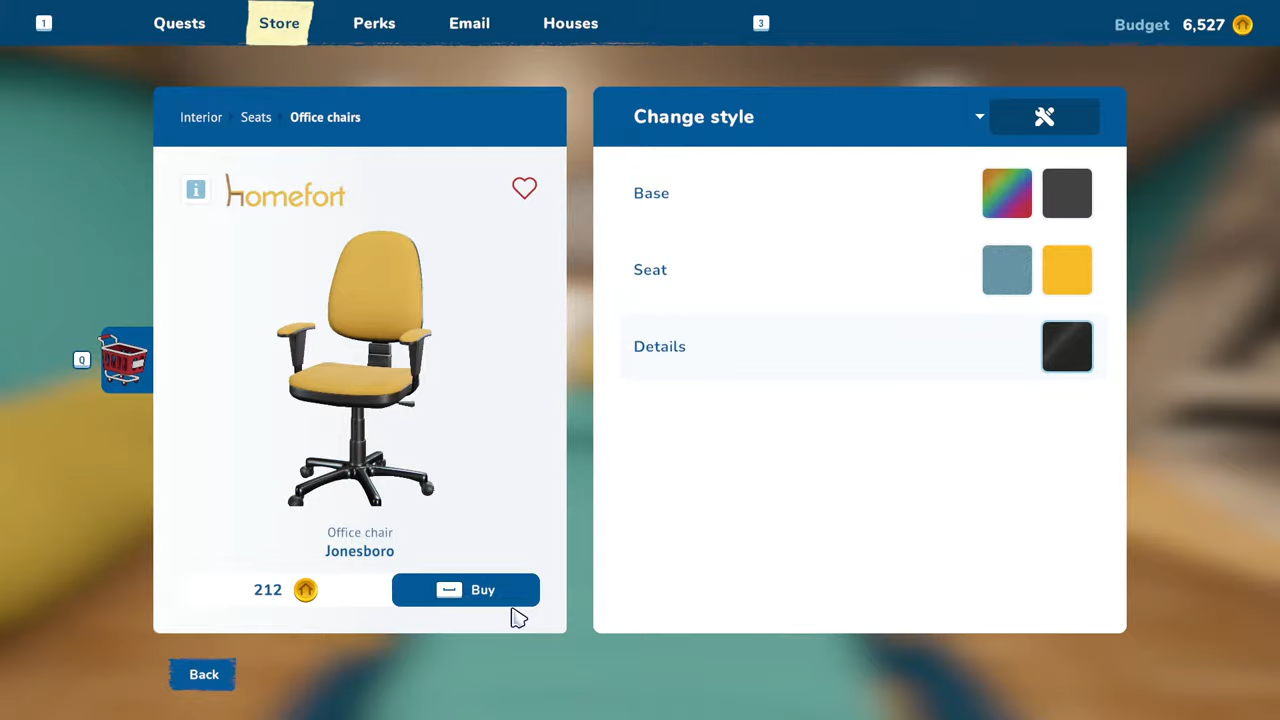 1
Quests
Store
Perks
Email
Houses
3
Budget 6,527
Interior Seats Office chairs
Change style
i
homefort
Base
Seat
Details
Q
Office chair
Jonesboro
212
Buy
Back